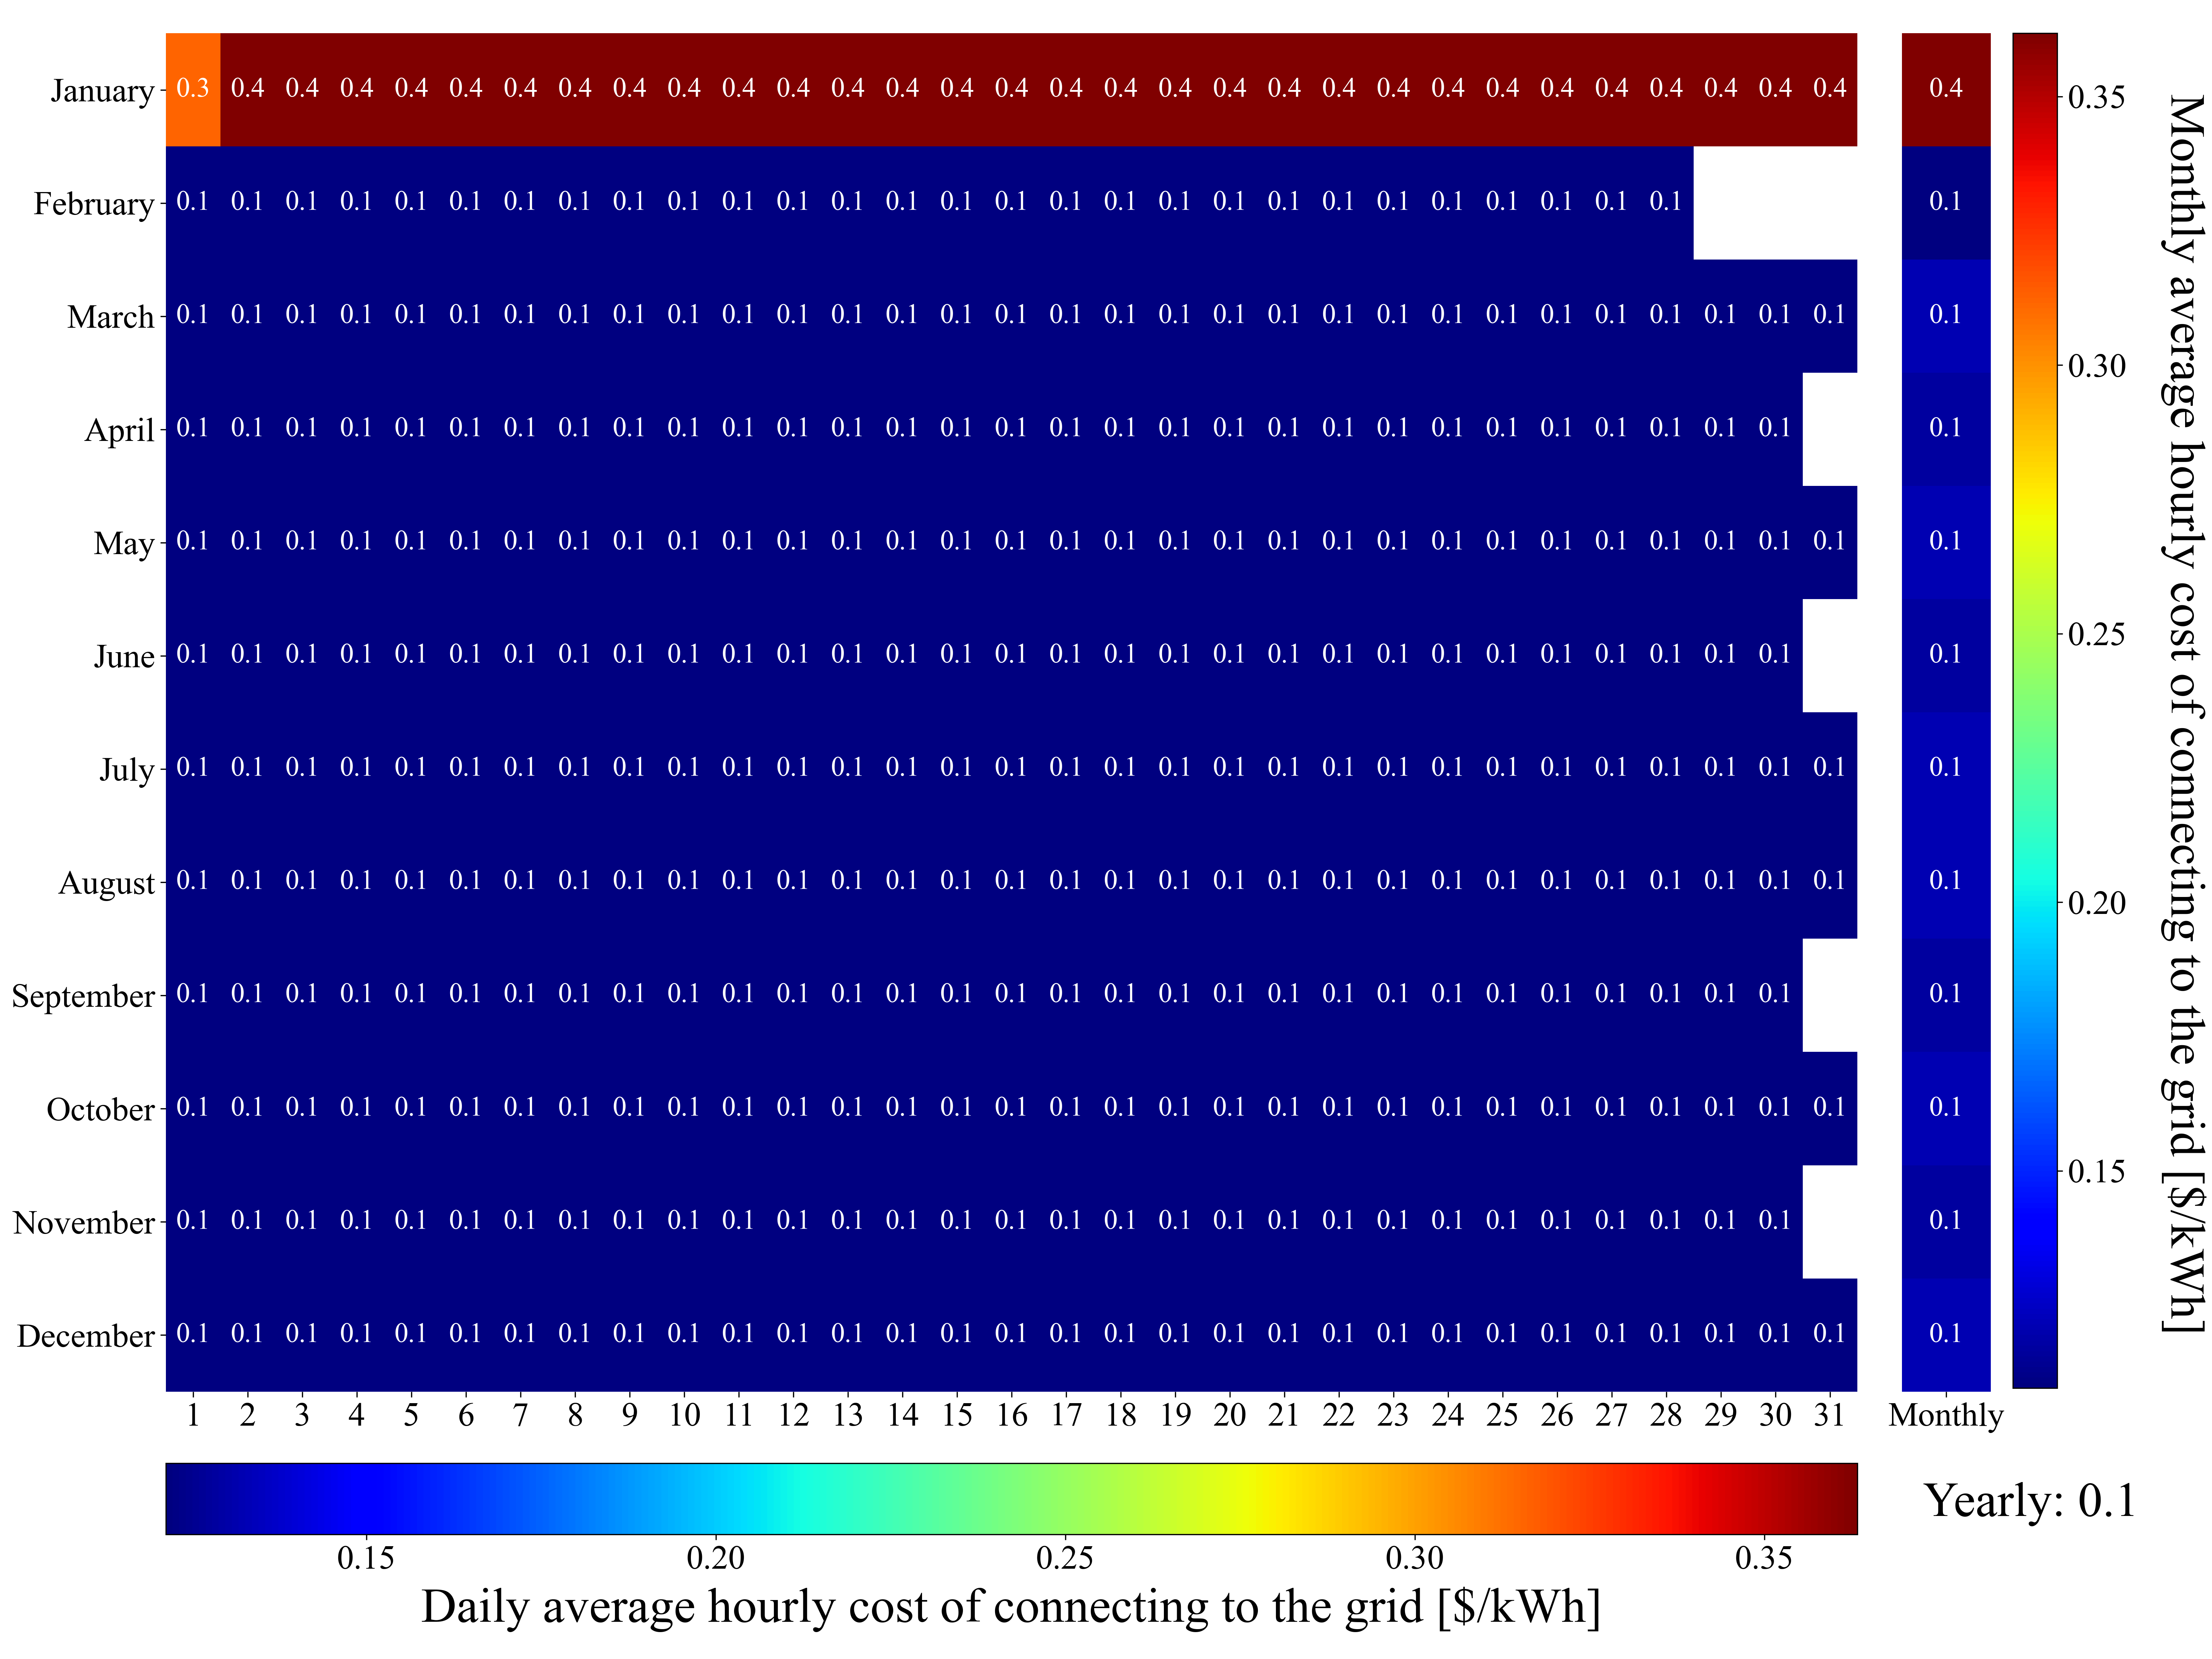 January 0.3 0.4 0.4 0.4 0.4 0.4 0.4 0.4 0.4 0.4 0.4 0.4 0.4 0.4 0.4 0.4 0.4 0.4 0.4 0.4 0.4 0.4 0.4 0.4 0.4 0.4 0.4 0.4 0.4 0.4 0.4 0.4
February 0.1 0.1 0.1 0.1 0.1 0.1 0.1 0.1 0.1 0.1 0.1 0.1 0.1 0.1 0.1 0.1 0.1 0.1 0.1 0.1 0.1 0.1 0.1 0.1 0.1 0.1 0.1 0.1 0.1
March 0.1 0.1 0.1 0.1 0.1 0.1 0.1 0.1 0.1 0.1 0.1 0.1 0.1 0.1 0.1 0.1 0.1 0.1 0.1 0.1 0.1 0.1 0.1 0.1 0.1 0.1 0.1 0.1 0.1 0.1 0.1 0.1
April 0.1 0.1 0.1 0.1 0.1 0.1 0.1 0.1 0.1 0.1 0.1 0.1 0.1 0.1 0.1 0.1 0.1 0.1 0.1 0.1 0.1 0.1 0.1 0.1 0.1 0.1 0.1 0.1 0.1 0.1 0.1
May 0.1 0.1 0.1 0.1 0.1 0.1 0.1 0.1 0.1 0.1 0.1 0.1 0.1 0.1 0.1 0.1 0.1 0.1 0.1 0.1 0.1 0.1 0.1 0.1 0.1 0.1 0.1 0.1 0.1 0.1 0.1 0.1
June 0.1 0.1 0.1 0.1 0.1 0.1 0.1 0.1 0.1 0.1 0.1 0.1 0.1 0.1 0.1 0.1 0.1 0.1 0.1 0.1 0.1 0.1 0.1 0.1 0.1 0.1 0.1 0.1 0.1 0.1 0.1
July 0.1 0.1 0.1 0.1 0.1 0.1 0.1 0.1 0.1 0.1 0.1 0.1 0.1 0.1 0.1 0.1 0.1 0.1 0.1 0.1 0.1 0.1 0.1 0.1 0.1 0.1 0.1 0.1 0.1 0.1 0.1 0.1
August 0.1 0.1 0.1 0.1 0.1 0.1 0.1 0.1 0.1 0.1 0.1 0.1 0.1 0.1 0.1 0.1 0.1 0.1 0.1 0.1 0.1 0.1 0.1 0.1 0.1 0.1 0.1 0.1 0.1 0.1 0.1 0.1
September 0.1 0.1 0.1 0.1 0.1 0.1 0.1 0.1 0.1 0.1 0.1 0.1 0.1 0.1 0.1 0.1 0.1 0.1 0.1 0.1 0.1 0.1 0.1 0.1 0.1 0.1 0.1 0.1 0.1 0.1 0.1
October 0.1 0.1 0.1 0.1 0.1 0.1 0.1 0.1 0.1 0.1 0.1 0.1 0.1 0.1 0.1 0.1 0.1 0.1 0.1 0.1 0.1 0.1 0.1 0.1 0.1 0.1 0.1 0.1 0.1 0.1 0.1 0.1
November 0.1 0.1 0.1 0.1 0.1 0.1 0.1 0.1 0.1 0.1 0.1 0.1 0.1 0.1 0.1 0.1 0.1 0.1 0.1 0.1 0.1 0.1 0.1 0.1 0.1 0.1 0.1 0.1 0.1 0.1 0.1
December 0.1 0.1 0.1 0.1 0.1 0.1 0.1 0.1 0.1 0.1 0.1 0.1 0.1 0.1 0.1 0.1 0.1 0.1 0.1 0.1 0.1 0.1 0.1 0.1 0.1 0.1 0.1 0.1 0.1 0.1 0.1 0.1
1 2 3 4 5 6 7 8 9 10 11 12 13 14 15 16 17 18 19 20 21 22 23 24 25 26 27 28 29 30 31 Monthly
0.35
0.30
0.25
0.20
0.15
Monthly average hourly cost of connecting to the grid [$/kWh]
0.15 0.20 0.25 0.30 0.35
Daily average hourly cost of connecting to the grid [$/kWh]
Yearly: 0.1